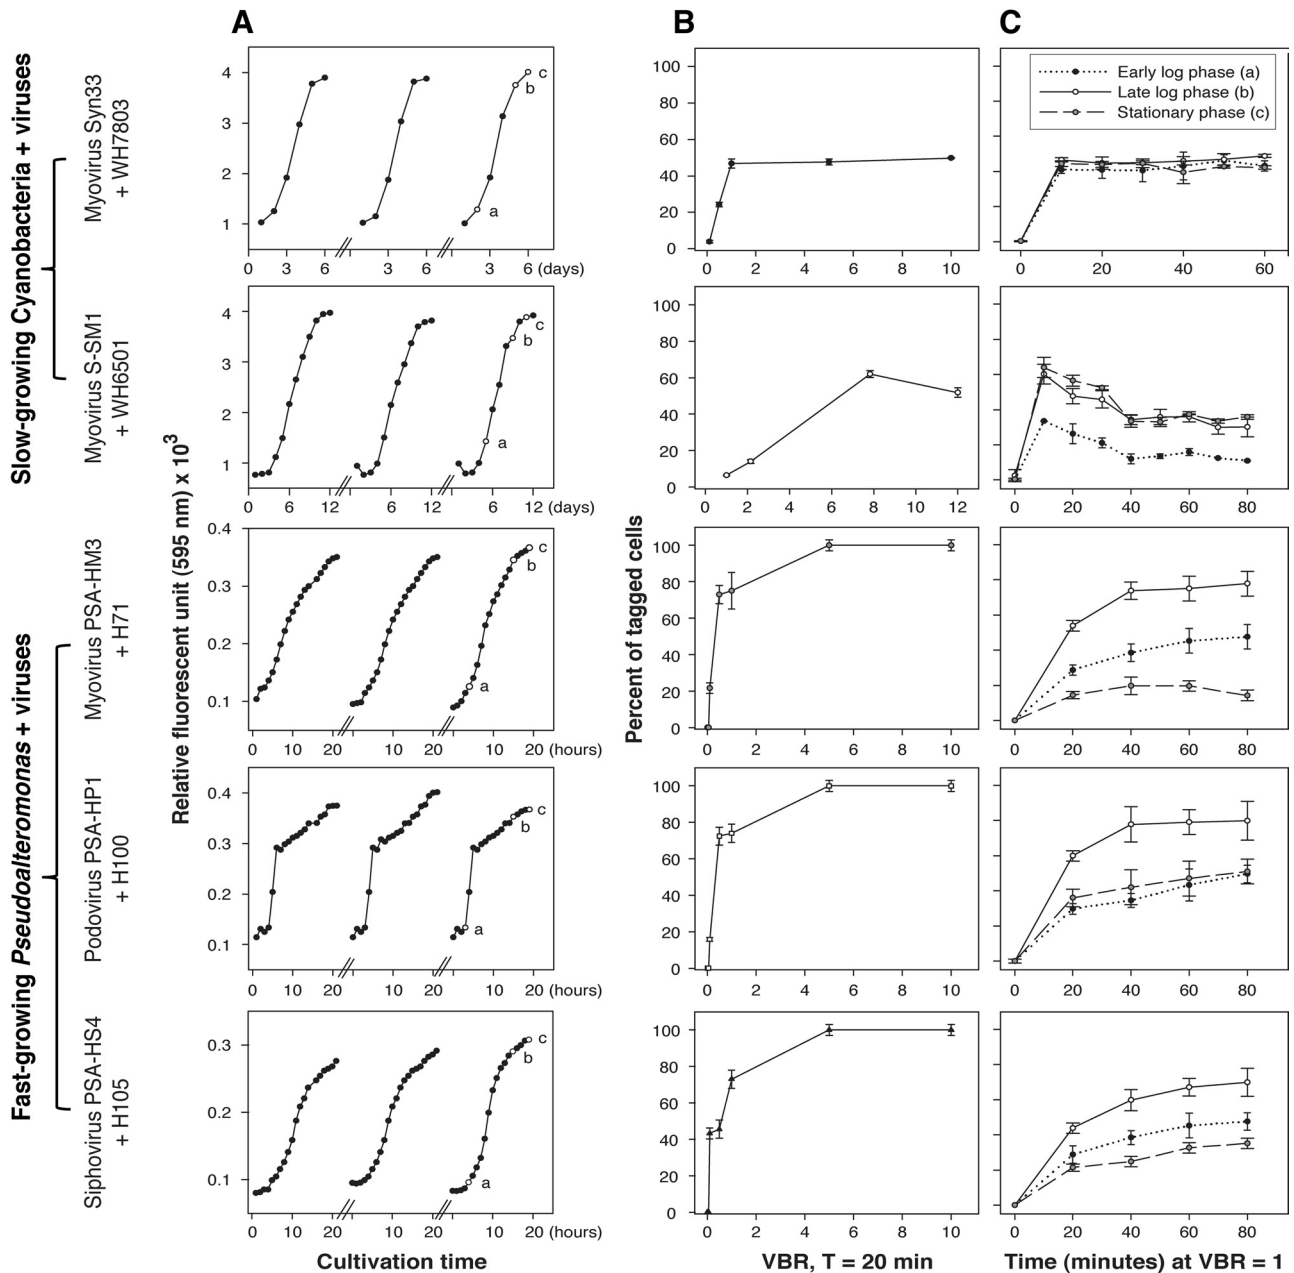 A
B
C
Slow-growing Cyanobacteria + viruses
Fast-growing Pseudoalteromonas + viruses
Relative fluorescent unit (595 nm) x 10³
Percent of tagged cells
Myovirus Syn33
+ WH7803
4
3
2
1
a
b
c
0 3 6 3 6 3 6 (days)
100
80
60
40
20
0
0 2 4 6 8 10
Early log phase (a)
Late log phase (b)
Stationary phase (c)
0 20 40 60
Myovirus S-SM1
+ WH6501
4
3
2
1
a
b
c
0 6 12 6 12 6 12 (days)
100
80
60
40
20
0
0 2 4 6 8 10 12
0 20 40 60 80
Myovirus PSA-HM3
+ H71
0.4
0.3
0.2
0.1
a
b
c
0 10 20 10 20 10 20 (hours)
100
80
60
40
20
0
0 2 4 6 8 10
0 20 40 60 80
Podovirus PSA-HP1
+ H100
0.4
0.3
0.2
0.1
a
b
c
0 10 20 10 20 10 20 (hours)
100
80
60
40
20
0
0 2 4 6 8 10
0 20 40 60 80
Siphovirus PSA-HS4
+ H105
0.3
0.2
0.1
a
b
c
0 10 20 10 20 10 20 (hours)
100
80
60
40
20
0
0 2 4 6 8 10
0 20 40 60 80
Cultivation time
VBR, T = 20 min
Time (minutes) at VBR = 1